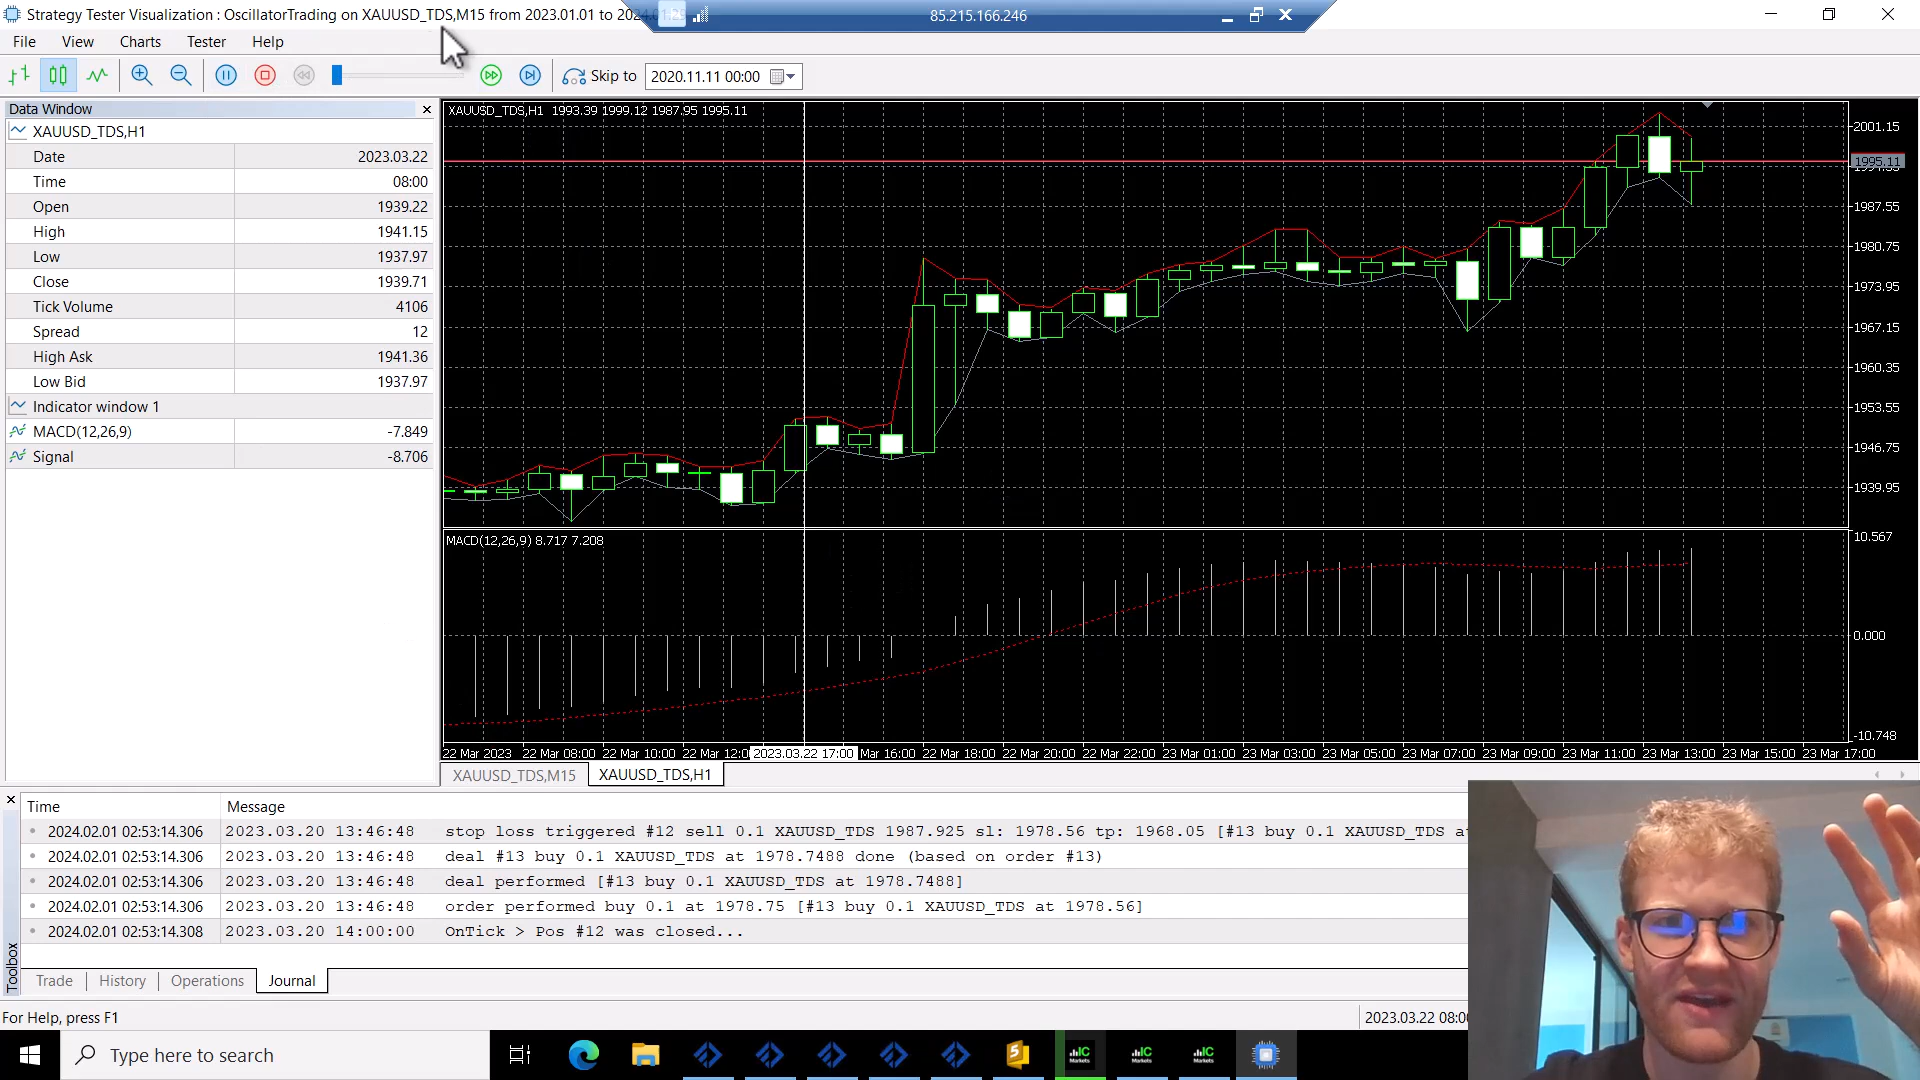 Strategy Tester Visualization : OscillatorTrading on XAUUSD_TDS,M15 from 2023.01.01 to 2024.01.29
85.215.166.246
File View Charts Tester Help
Skip to 2020.11.11 00:00
Data Window
XAUUSD_TDS,H1
Date 2023.03.22
Time 08:00
Open 1939.22
High 1941.15
Low 1937.97
Close 1939.71
Tick Volume 4106
Spread 12
High Ask 1941.36
Low Bid 1937.97
Indicator window 1
MACD(12,26,9) -7.849
Signal -8.706
XAUUSD_TDS,H1 1993.39 1999.12 1987.95 1995.11
2001.15
1995.11
1987.55
1980.75
1973.95
1967.15
1960.35
1953.55
1946.75
1939.95
MACD(12,26,9) 8.717 7.208
10.567
0.000
-10.748
22 Mar 2023 22 Mar 08:00 22 Mar 10:00 22 Mar 12:00 2023.03.22 17:00 Mar 16:00 22 Mar 18:00 22 Mar 20:00 22 Mar 22:00 23 Mar 01:00 23 Mar 03:00 23 Mar 05:00 23 Mar 07:00 23 Mar 09:00 23 Mar 11:00 23 Mar 13:00 23 Mar 15:00 23 Mar 17:00
XAUUSD_TDS,M15 XAUUSD_TDS,H1
Time Message
2024.02.01 02:53:14.306 2023.03.20 13:46:48 stop loss triggered #12 sell 0.1 XAUUSD_TDS 1987.925 sl: 1978.56 tp: 1968.05 [#13 buy 0.1 XAUUSD_TDS at
2024.02.01 02:53:14.306 2023.03.20 13:46:48 deal #13 buy 0.1 XAUUSD_TDS at 1978.7488 done (based on order #13)
2024.02.01 02:53:14.306 2023.03.20 13:46:48 deal performed [#13 buy 0.1 XAUUSD_TDS at 1978.7488]
2024.02.01 02:53:14.306 2023.03.20 13:46:48 order performed buy 0.1 at 1978.75 [#13 buy 0.1 XAUUSD_TDS at 1978.56]
2024.02.01 02:53:14.308 2023.03.20 14:00:00 OnTick > Pos #12 was closed...
Toolbox
Trade History Operations Journal
For Help, press F1
2023.03.22 08:00
Type here to search
IC Markets
IC Markets
IC Markets